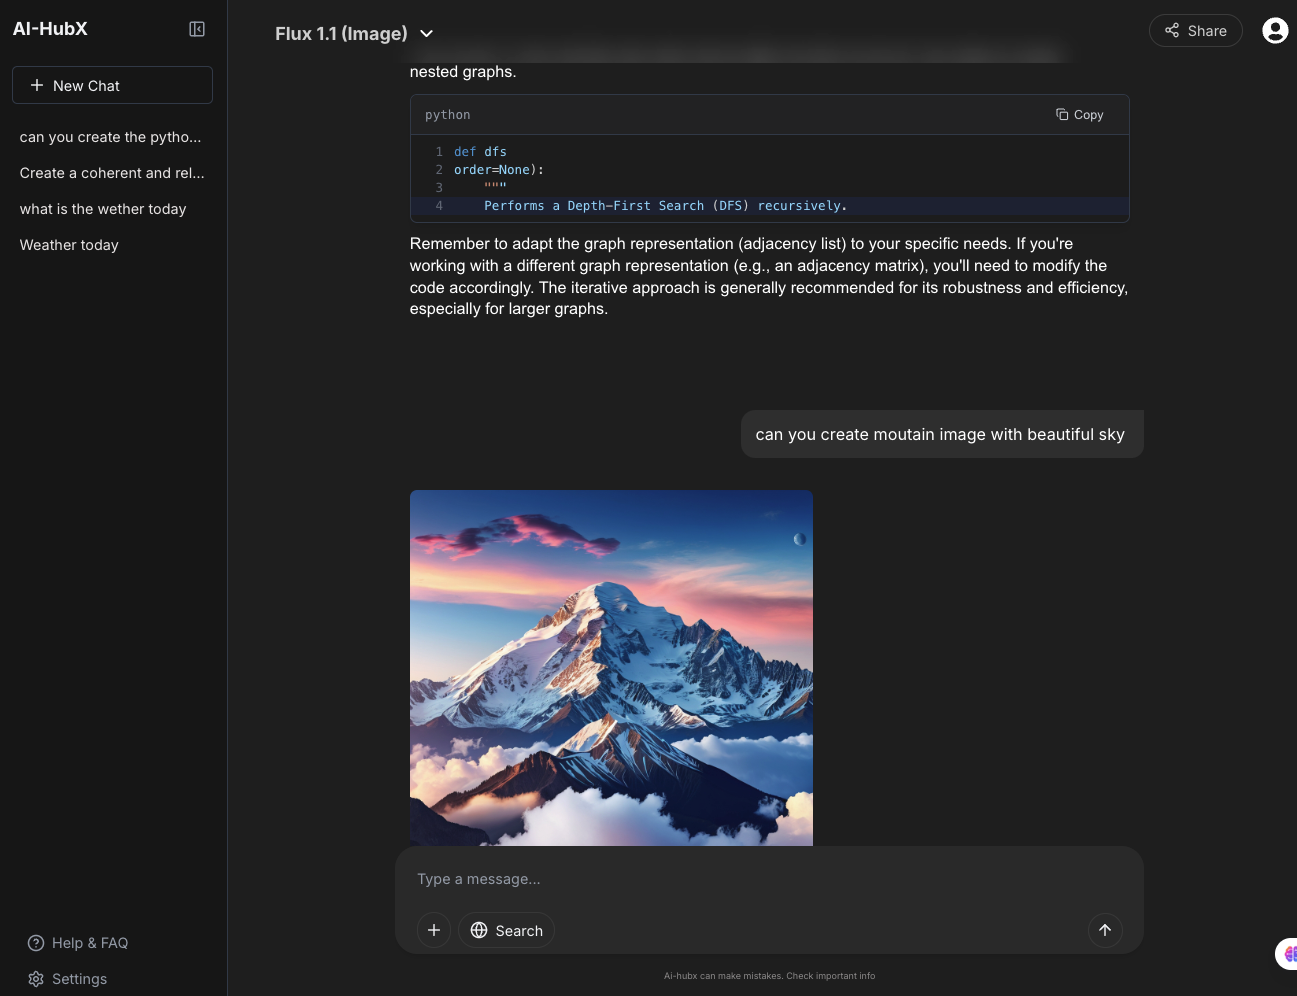 AI-HubX
New Chat
can you create the pytho...
Create a coherent and rel...
what is the wether today
Weather today
Help & FAQ
Settings
Flux 1.1 (Image)
Share
nested graphs.
python
Copy
1 def dfs
2 order=None):
3 """
4 Performs a Depth-First Search (DFS) recursively.
Remember to adapt the graph representation (adjacency list) to your specific needs. If you're
working with a different graph representation (e.g., an adjacency matrix), you'll need to modify the
code accordingly. The iterative approach is generally recommended for its robustness and efficiency,
especially for larger graphs.
can you create moutain image with beautiful sky
Type a message...
Search
Ai-hubx can make mistakes. Check important info